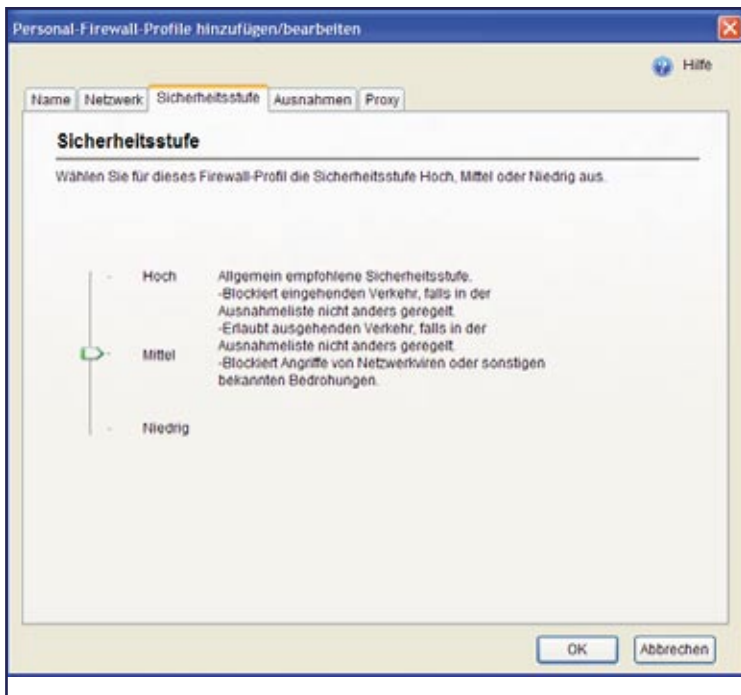 Personal-Firewall-Profile hinzufügen/bearbeiten
Hilfe
Name Netzwerk Sicherheitsstufe Ausnahmen Proxy
Sicherheitsstufe
Wählen Sie für dieses Firewall-Profil die Sicherheitsstufe Hoch, Mittel oder Niedrig aus.
Hoch
Allgemein empfohlene Sicherheitsstufe.
-Blockiert eingehenden Verkehr, falls in der
Ausnahmeliste nicht anders geregelt.
-Erlaubt ausgehenden Verkehr, falls in der
Ausnahmeliste nicht anders geregelt.
-Blockiert Angriffe von Netzwerkviren oder sonstigen
bekannten Bedrohungen.
Mittel
Niedrig
OK Abbrechen